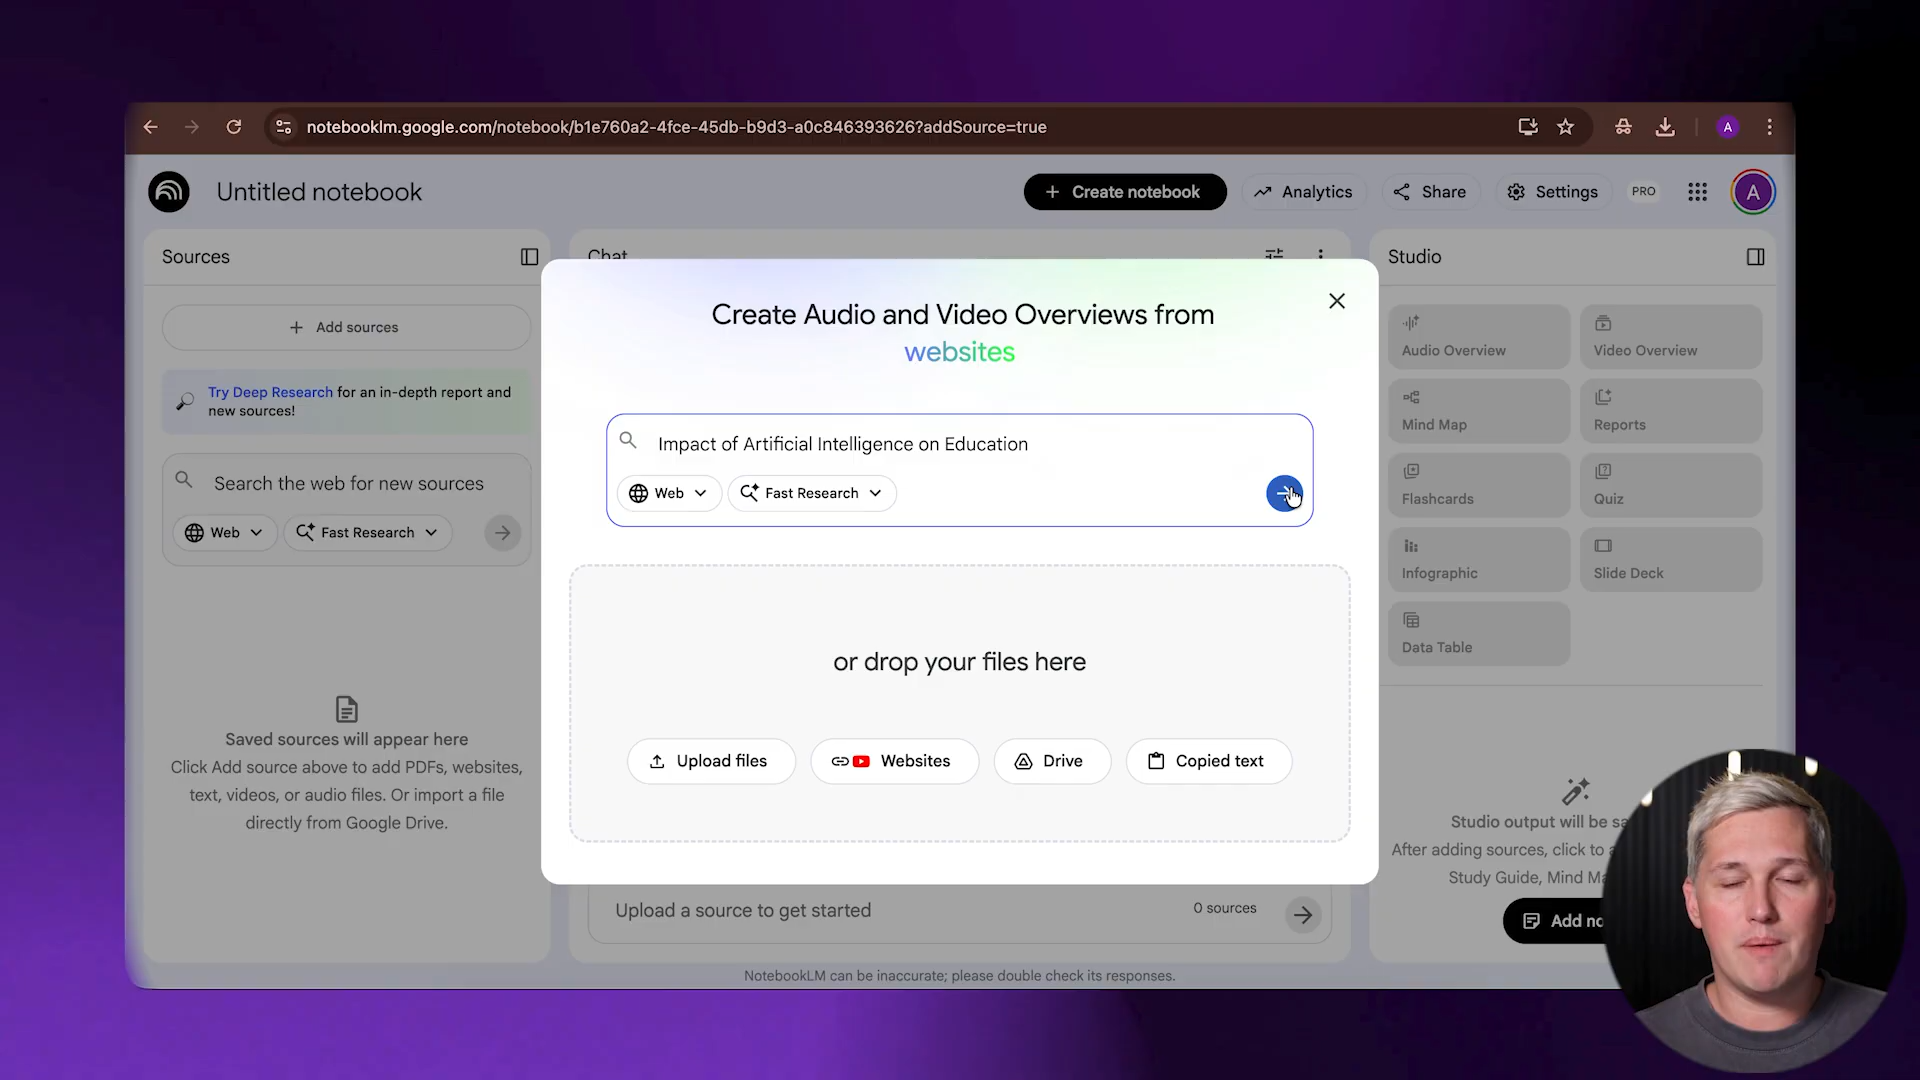 notebooklm.google.com/notebook/b1e760a2-4fce-45db-b9d3-a0c846393626?addSource=true
A
Untitled notebook
Create notebook
Analytics
Share
Settings
PRO
A
Sources
Add sources
Try Deep Research for an in-depth report and
new sources!
Search the web for new sources
Web
Fast Research
Saved sources will appear here
Click Add source above to add PDFs, websites,
text, videos, or audio files. Or import a file
directly from Google Drive.
Chat
Create Audio and Video Overviews from
websites
Impact of Artificial Intelligence on Education
Web
Fast Research
or drop your files here
Upload files
Websites
Drive
Copied text
Upload a source to get started
0 sources
NotebookLM can be inaccurate; please double check its responses.
Studio
Audio Overview
Video Overview
Mind Map
Reports
Flashcards
Quiz
Infographic
Slide Deck
Data Table
Studio output will be
After adding sources, click to
Study Guide, Mind
Add